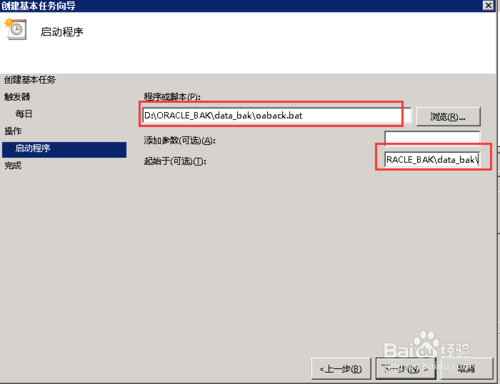 创建基本任务向导
启动程序
创建基本任务
触发器
每日
操作
启动程序
完成
程序或脚本(P):
D:\ORACLE_BAK\data_bak\oaback.bat
浏览(R)...
添加参数(可选)(A):
起始于(可选)(T):
RACLE_BAK\data_bak\
<上一步(B)
下一步(N) >
取消
Baidu 经验
jingyan.baidu.com